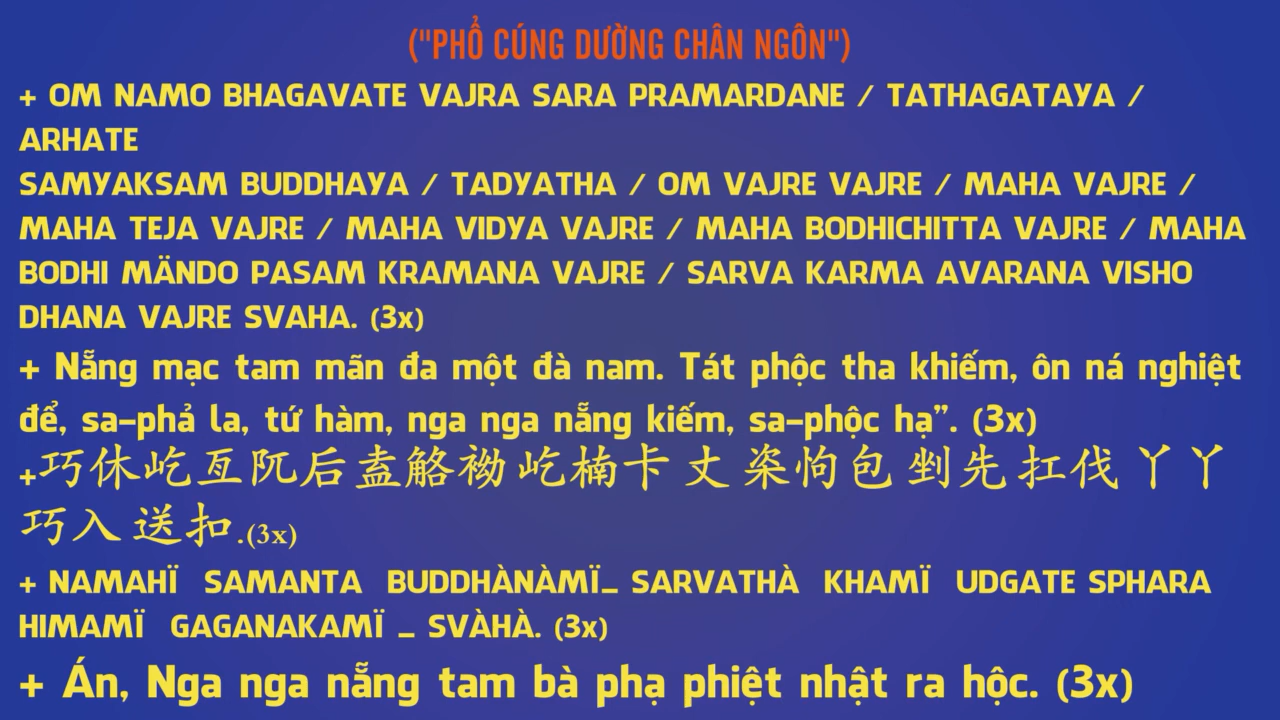 ("PHỔ CÚNG DƯỜNG CHÂN NGÔN")
+ OM NAMO BHAGAVATE VAJRA SARA PRAMARDANE / TATHAGATAYA /
ARHATE
SAMYAKSAM BUDDHAYA / TADYATHA / OM VAJRE VAJRE / MAHA VAJRE /
MAHA TEJA VAJRE / MAHA VIDYA VAJRE / MAHA BODHICHITTA VAJRE / MAHA
BODHI MÄNDO PASAM KRAMANA VAJRE / SARVA KARMA AVARANA VISHO
DHANA VAJRE SVAHA. (3x)
+ Nẵng mạc tam mãn đa một đà nam. Tát phộc tha khiếm, ôn ná nghiệt
để, sa-phả la, tứ hàm, nga nga nẵng kiếm, sa-phộc hạ”. (3x)
+巧休屹亙阢后盍觡袎屹楠卡 丈 粢怐包 剉先 扛伐 丫丫
巧入 送扣.(3x)
+ NAMAHÏ SAMANTA BUDDHÀNÀMÏ_ SARVATHÀ KHAMÏ UDGATE SPHARA
HIMAMÏ GAGANAKAMÏ _ SVÀHÀ. (3x)
+ Án, Nga nga nẵng tam bà phạ phiệt nhật ra hộc. (3x)